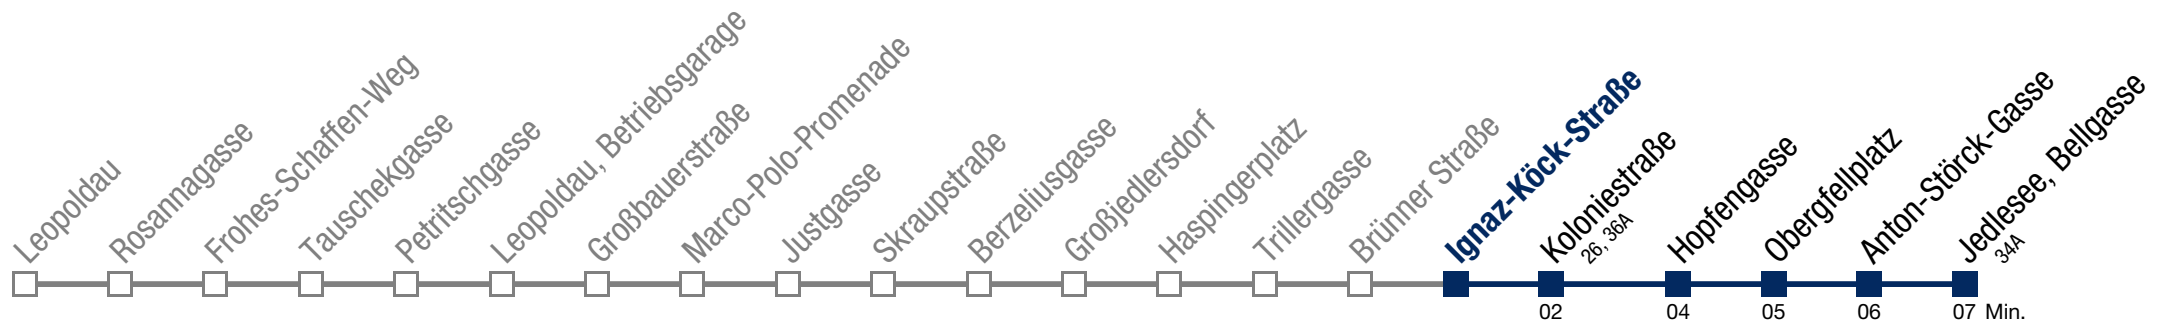 Leopoldau
Rosannagasse
Frohes-Schaffen-Weg
Tauschekgasse
Petritschgasse
Leopoldau, Betriebsgarage
Großbauerstraße
Marco-Polo-Promenade
Justgasse
Skraupstraße
Berzeliusgasse
Großjedlersdorf
Haspingerplatz
Trillergasse
Brünner Straße
Ignaz-Köck-Straße
Koloniestraße
26, 36A
Hopfengasse
Obergfellplatz
Anton-Störck-Gasse
Jedlesee, Bellgasse
34A
02 04 05 06 07 Min.